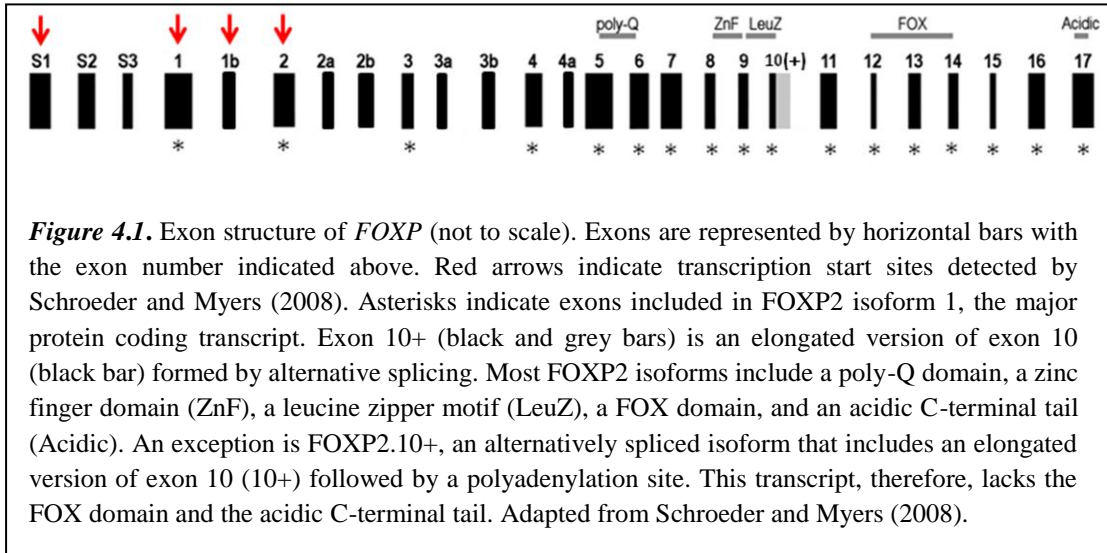 poly-Q ZnF LeuZ FOX Acidic
S1 S2 S3 1 1b 2 2a 2b 3 3a 3b 4 4a 5 6 7 8 9 10(+) 11 12 13 14 15 16 17
* * * * * * * * * * * * * * * * *
Figure 4.1. Exon structure of FOXP (not to scale). Exons are represented by horizontal bars with
the exon number indicated above. Red arrows indicate transcription start sites detected by
Schroeder and Myers (2008). Asterisks indicate exons included in FOXP2 isoform 1, the major
protein coding transcript. Exon 10+ (black and grey bars) is an elongated version of exon 10
(black bar) formed by alternative splicing. Most FOXP2 isoforms include a poly-Q domain, a zinc
finger domain (ZnF), a leucine zipper motif (LeuZ), a FOX domain, and an acidic C-terminal tail
(Acidic). An exception is FOXP2.10+, an alternatively spliced isoform that includes an elongated
version of exon 10 (10+) followed by a polyadenylation site. This transcript, therefore, lacks the
FOX domain and the acidic C-terminal tail. Adapted from Schroeder and Myers (2008).